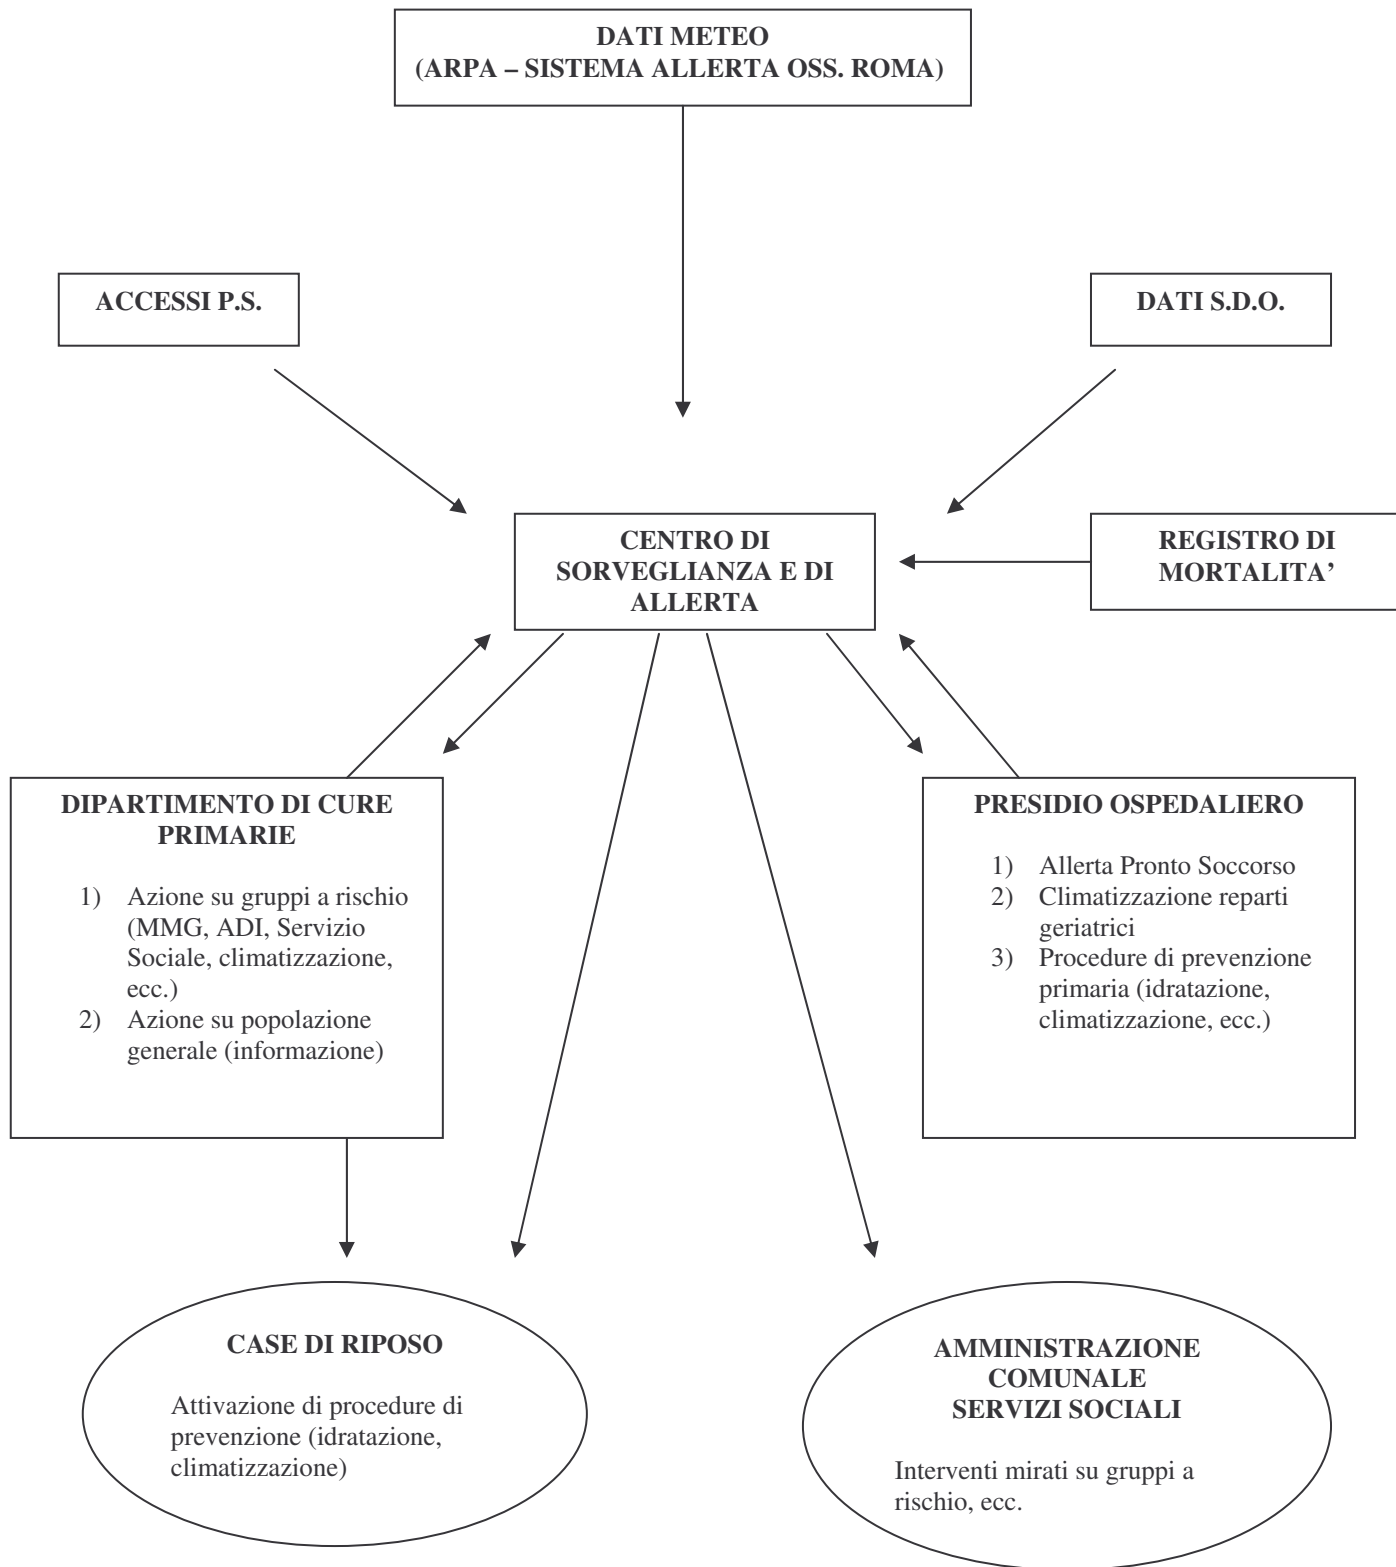 DATI METEO
(ARPA – SISTEMA ALLERTA OSS. ROMA)
ACCESSI P.S.
DATI S.D.O.
CENTRO DI
SORVEGLIANZA E DI
ALLERTA
REGISTRO DI
MORTALITA’
DIPARTIMENTO DI CURE
PRIMARIE
1) Azione su gruppi a rischio
(MMG, ADI, Servizio
Sociale, climatizzazione,
ecc.)
2) Azione su popolazione
generale (informazione)
PRESIDIO OSPEDALIERO
1) Allerta Pronto Soccorso
2) Climatizzazione reparti
geriatrici
3) Procedure di prevenzione
primaria (idratazione,
climatizzazione, ecc.)
CASE DI RIPOSO
Attivazione di procedure di
prevenzione (idratazione,
climatizzazione)
AMMINISTRAZIONE
COMUNALE
SERVIZI SOCIALI
Interventi mirati su gruppi a
rischio, ecc.